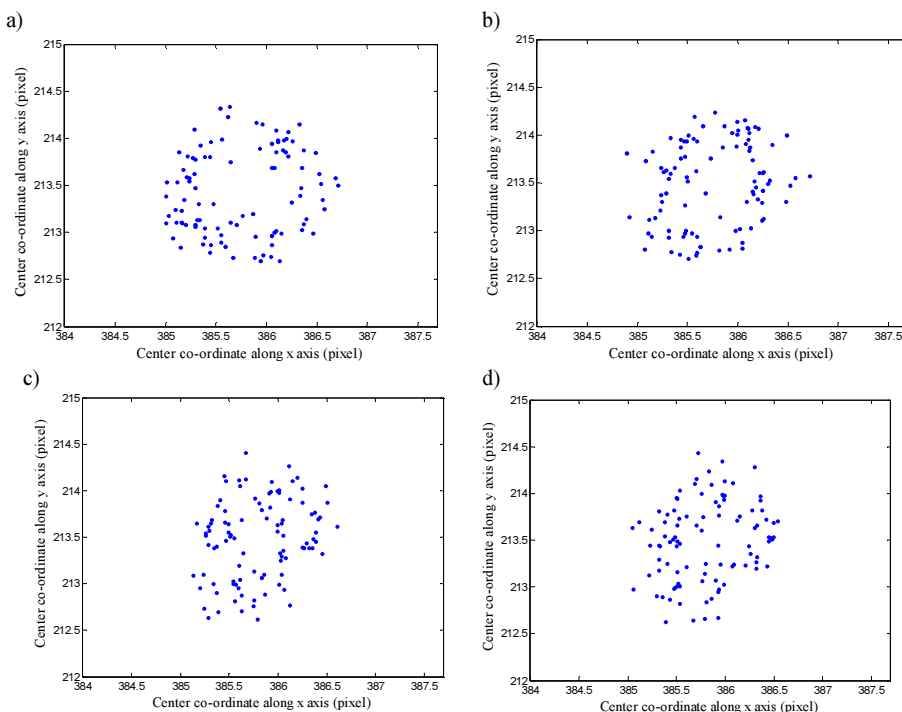 a)
215
214.5
214
213.5
213
212.5
212
384 384.5 385 385.5 386 386.5 387 387.5
Center co-ordinate along x axis (pixel)
Center co-ordinate along y axis (pixel)
b)
215
214.5
214
213.5
213
212.5
212
384 384.5 385 385.5 386 386.5 387 387.5
Center co-ordinate along x axis (pixel)
Center co-ordinate along y axis (pixel)
c)
215
214.5
214
213.5
213
212.5
212
384 384.5 385 385.5 386 386.5 387 387.5
Center co-ordinate along x axis (pixel)
Center co-ordinate along y axis (pixel)
d)
215
214.5
214
213.5
213
212.5
212
384 384.5 385 385.5 386 386.5 387 387.5
Center co-ordinate along x axis (pixel)
Center co-ordinate along y axis (pixel)